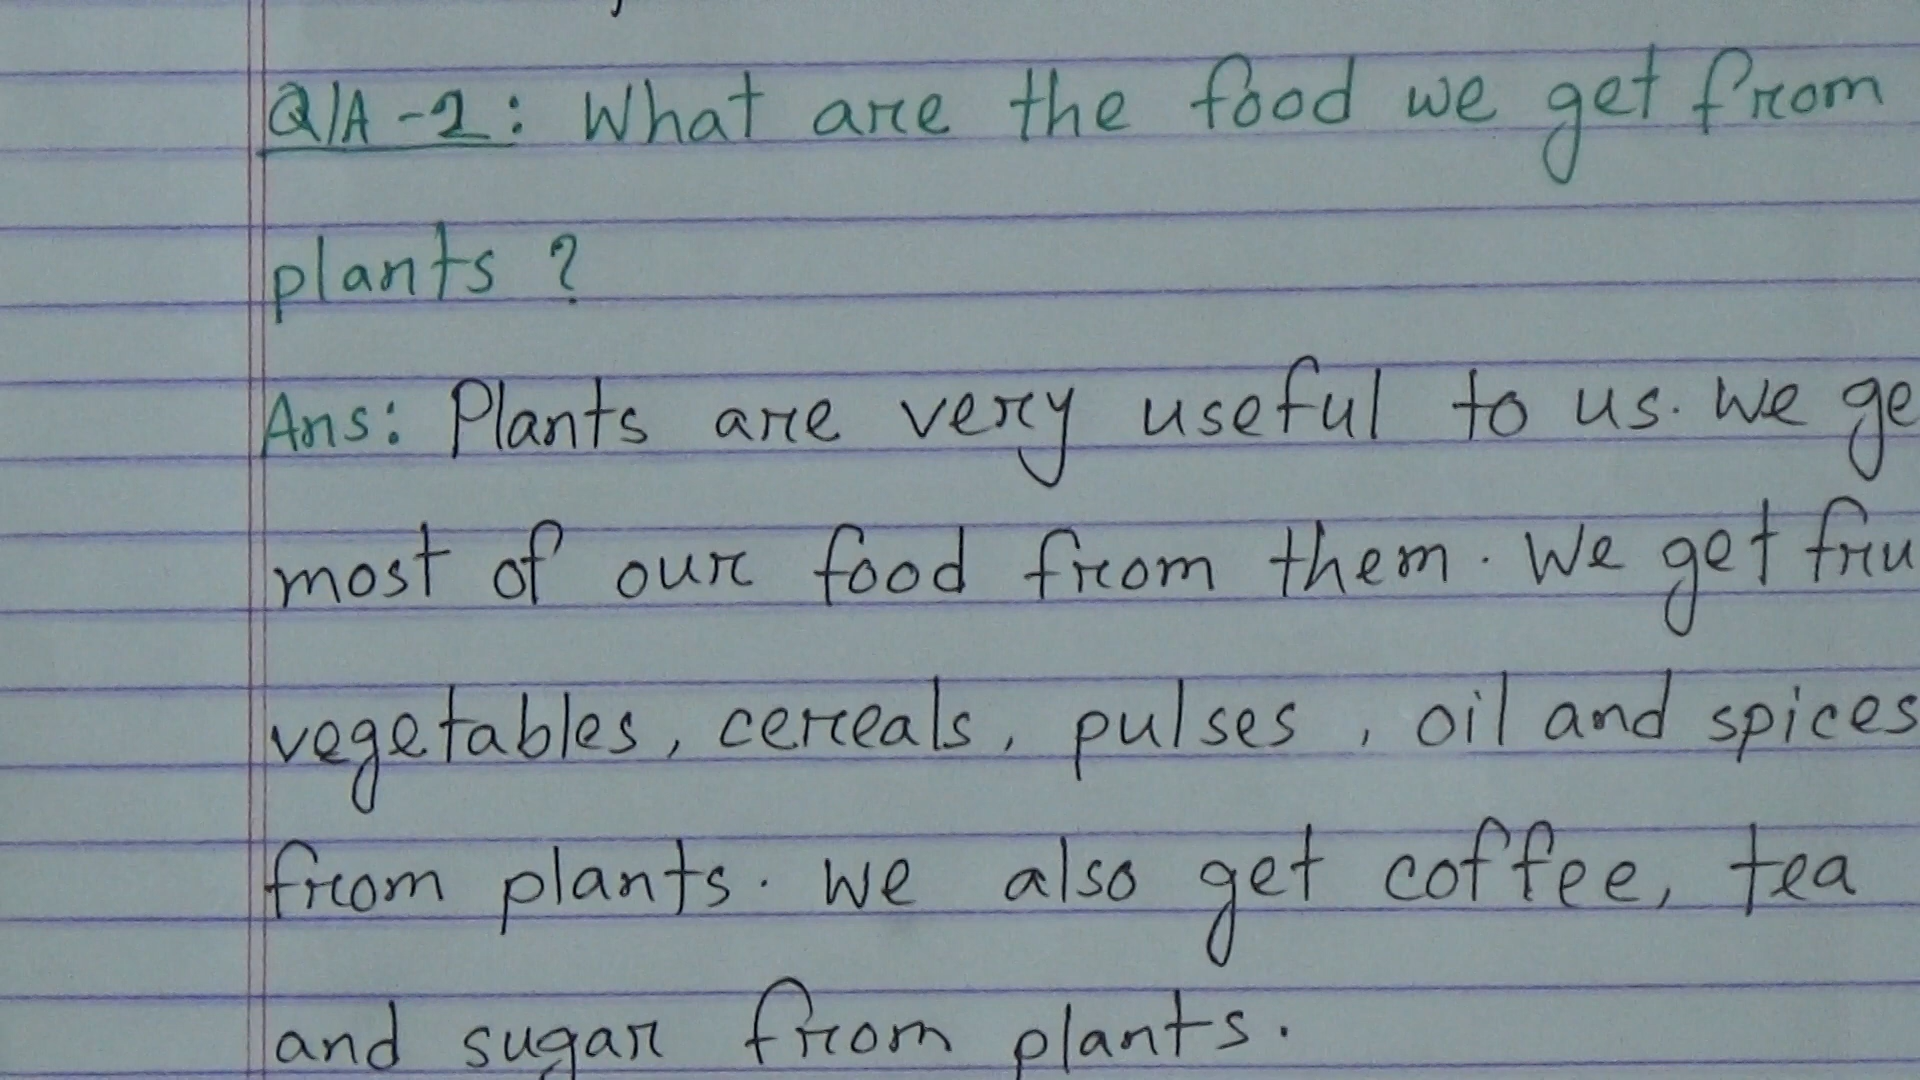 Q/A-2: What are the food we get from
plants ?
Ans: Plants are very useful to us. We ge
most of our food from them. We get fru
vegetables, cereals, pulses, oil and spices
from plants. We also get coffee, tea
and sugar from plants.